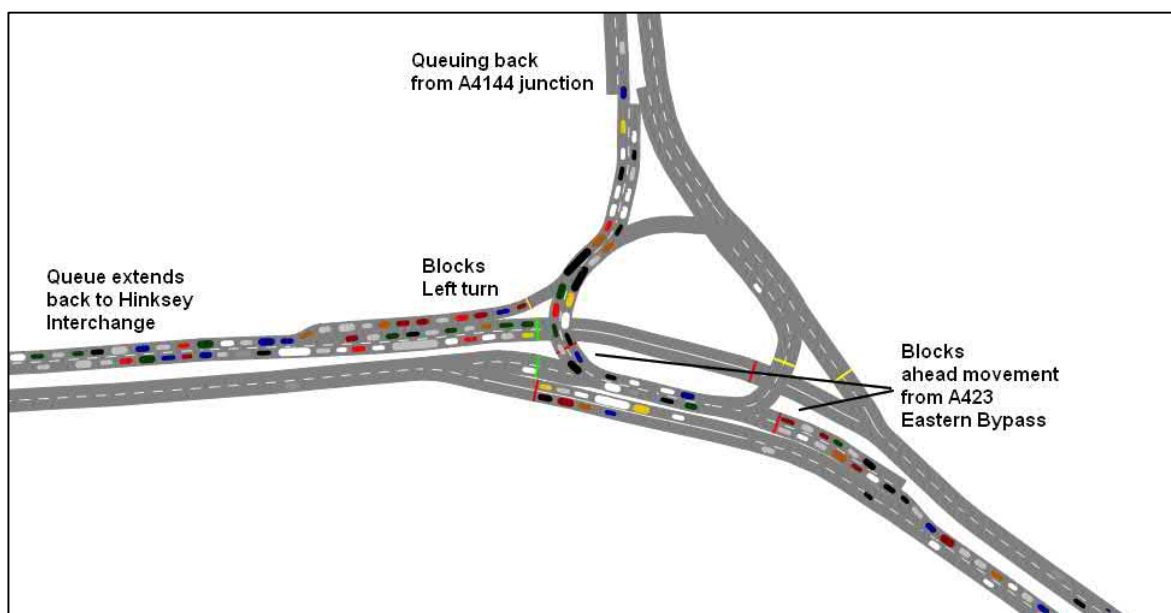 Queuing back
from A4144 junction
Queue extends
back to Hinksey
Interchange
Blocks
Left turn
Blocks
ahead movement
from A423
Eastern Bypass